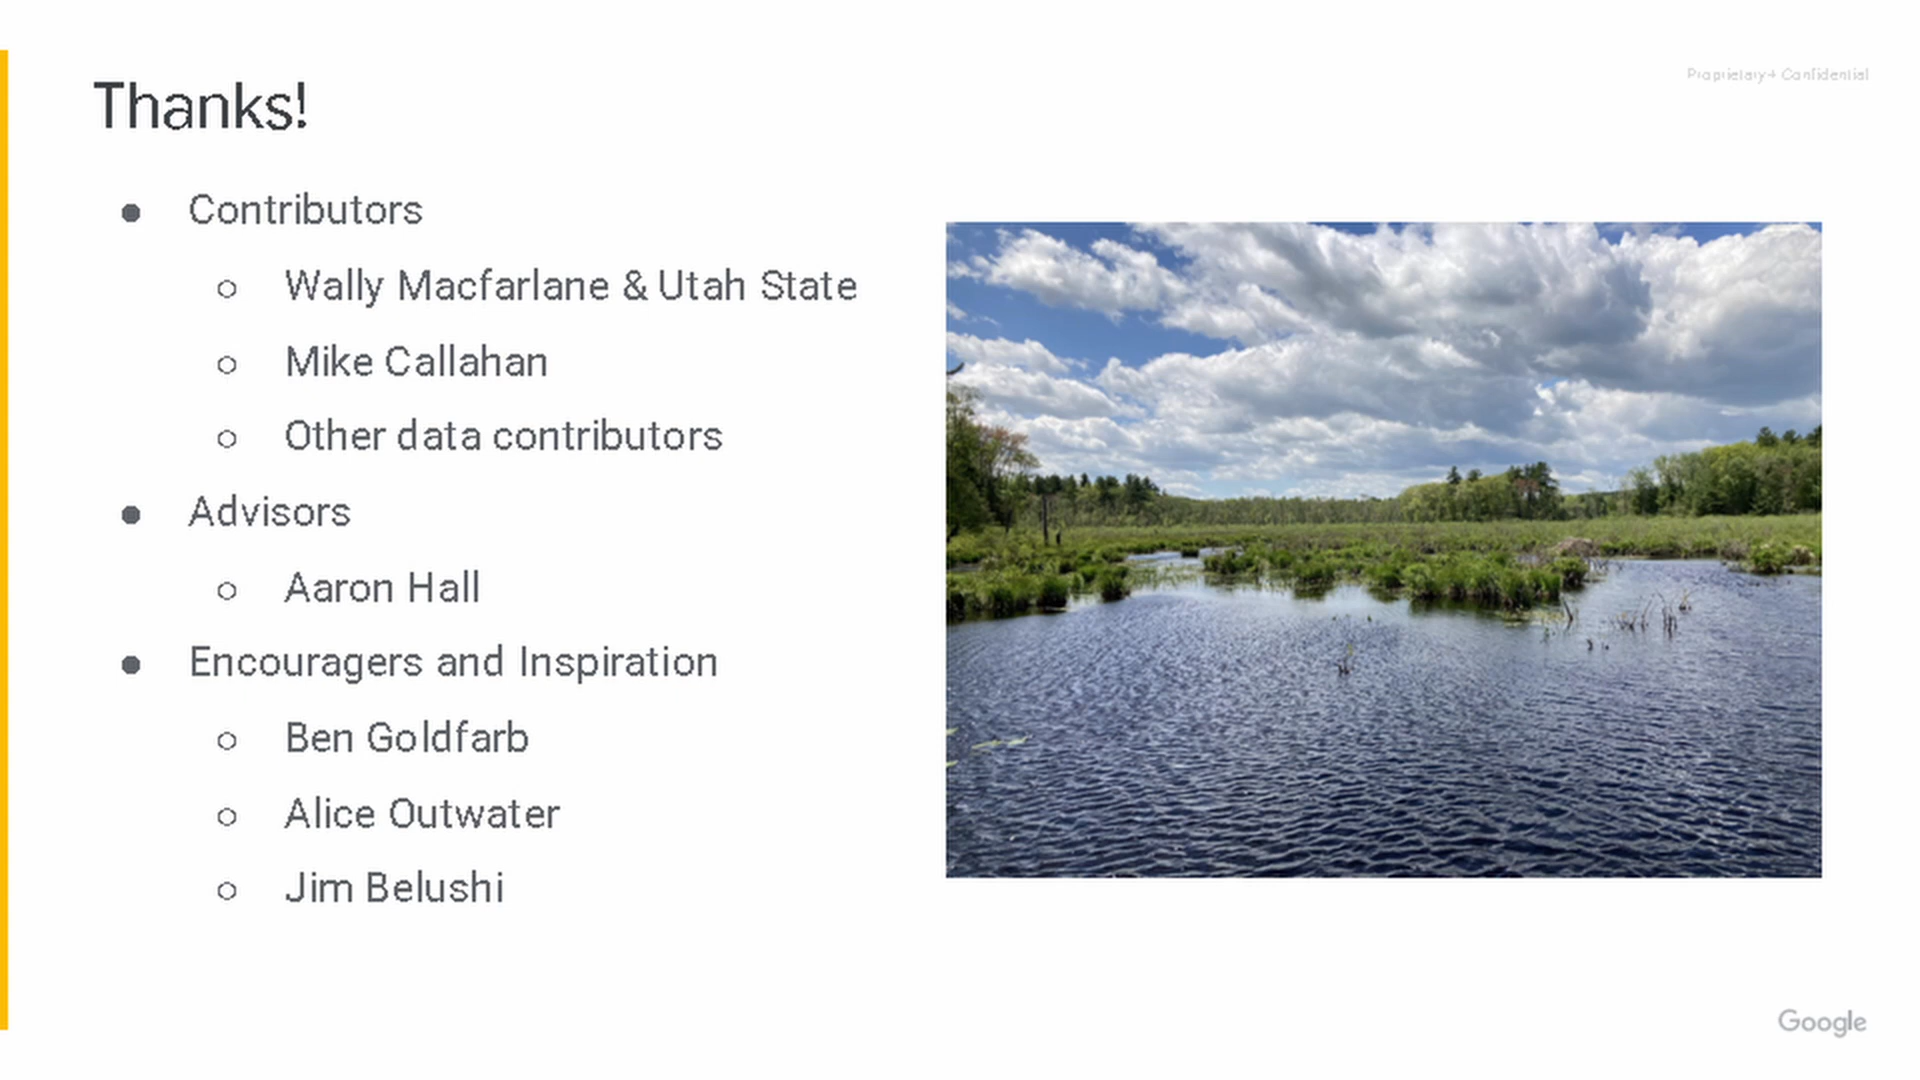 Proprietary + Confidential
Thanks!
Contributors
Wally Macfarlane & Utah State
Mike Callahan
Other data contributors
Advisors
Aaron Hall
Encouragers and Inspiration
Ben Goldfarb
Alice Outwater
Jim Belushi
Google